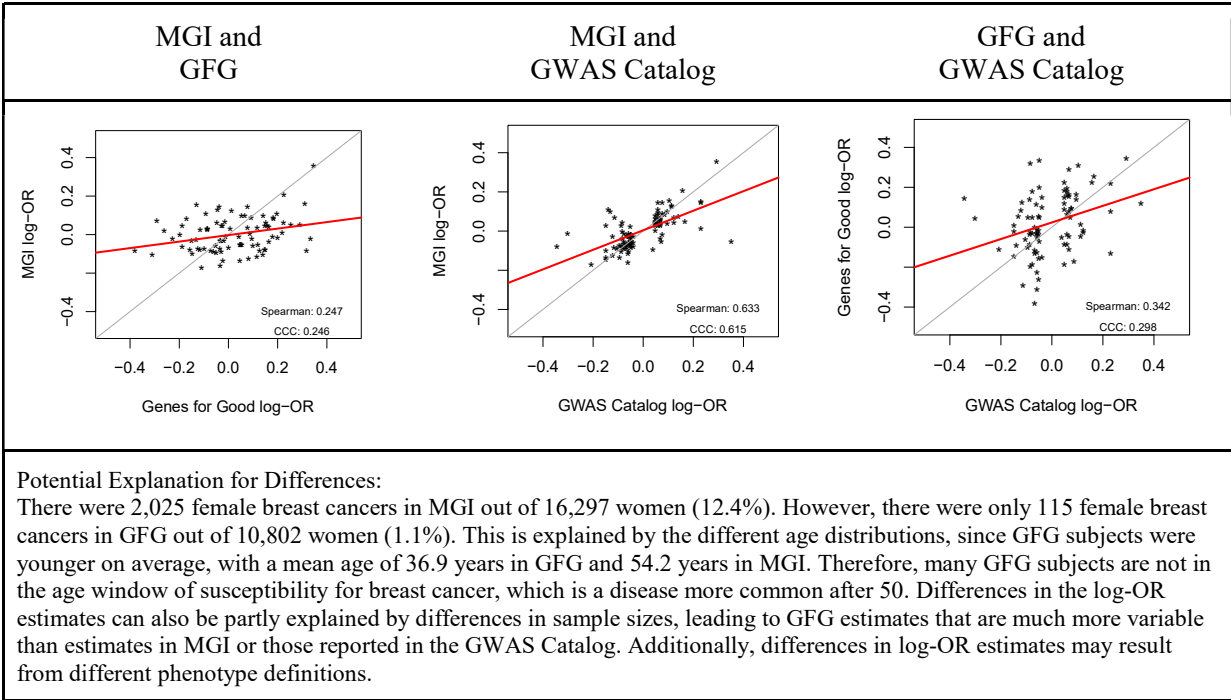 MGI and
GFG
MGI and
GWAS Catalog
GFG and
GWAS Catalog
MGI log−OR
0.4
0.2
0.0
−0.4
Spearman: 0.247
CCC: 0.246
−0.4 −0.2 0.0 0.2 0.4
Genes for Good log−OR
MGI log−OR
0.4
0.2
0.0
−0.4
Spearman: 0.633
CCC: 0.615
−0.4 −0.2 0.0 0.2 0.4
GWAS Catalog log−OR
Genes for Good log−OR
0.4
0.2
0.0
−0.4
Spearman: 0.342
CCC: 0.298
−0.4 −0.2 0.0 0.2 0.4
GWAS Catalog log−OR
Potential Explanation for Differences:
There were 2,025 female breast cancers in MGI out of 16,297 women (12.4%). However, there were only 115 female breast
cancers in GFG out of 10,802 women (1.1%). This is explained by the different age distributions, since GFG subjects were
younger on average, with a mean age of 36.9 years in GFG and 54.2 years in MGI. Therefore, many GFG subjects are not in
the age window of susceptibility for breast cancer, which is a disease more common after 50. Differences in the log-OR
estimates can also be partly explained by differences in sample sizes, leading to GFG estimates that are much more variable
than estimates in MGI or those reported in the GWAS Catalog. Additionally, differences in log-OR estimates may result
from different phenotype definitions.